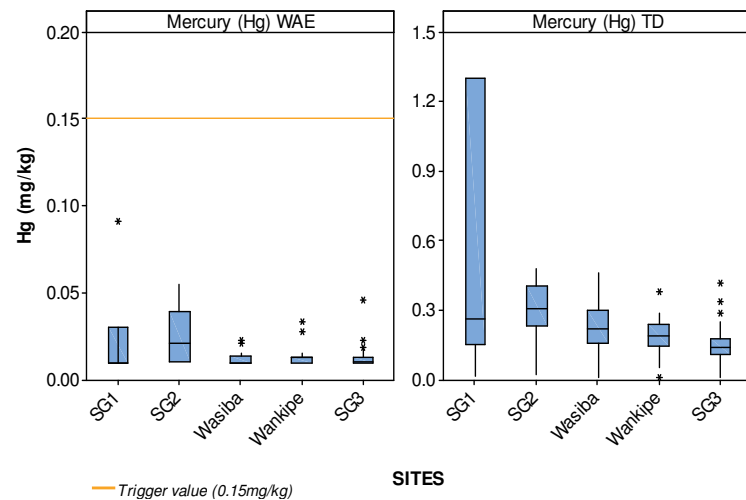 Mercury (Hg) WAE
Mercury (Hg) TD
Hg (mg/kg)
0.20
0.15
0.10
0.05
0.00
1.5
1.2
0.9
0.6
0.3
0.0
SG1
SG2
Wasiba
Wankipe
SG3
SG1
SG2
Wasiba
Wankipe
SG3
SITES
Trigger value (0.15mg/kg)